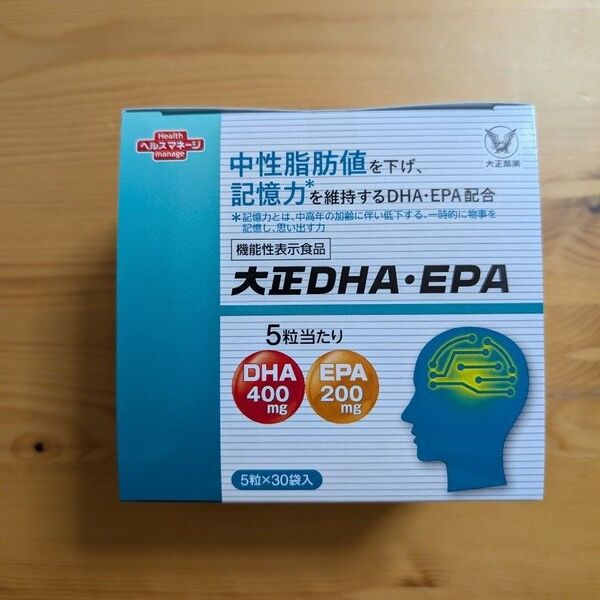 Health
ヘルスマネージ
manage
大正製薬
中性脂肪値を下げ、
記憶力*を維持するDHA・EPA配合
*記憶力とは、中高年の加齢に伴い低下する、一時的に物事を
記憶し、思い出す力
機能性表示食品
大正DHA・EPA
5粒当たり
DHA
400
mg
EPA
200
mg
5粒×30袋入